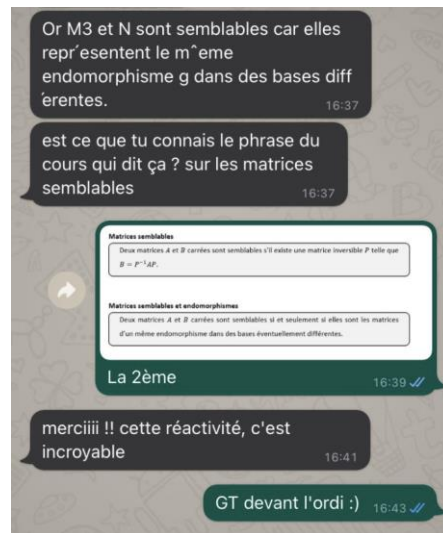 Or M3 et N sont semblables car elles
repr´esentent le mˆeme
endomorphisme g dans des bases diff
´erentes.
16:37
est ce que tu connais le phrase du
cours qui dit ça ? sur les matrices
semblables
16:37
Matrices semblables
Deux matrices A et B carrées sont semblables s'il existe une matrice inversible P telle que
B = P⁻¹AP.
Matrices semblables et endomorphismes
Deux matrices A et B carrées sont semblables si et seulement si elles sont les matrices
d'un même endomorphisme dans des bases éventuellement différentes.
La 2ème
16:39
merciiii !! cette réactivité, c'est
incroyable
16:41
GT devant l'ordi :)
16:43